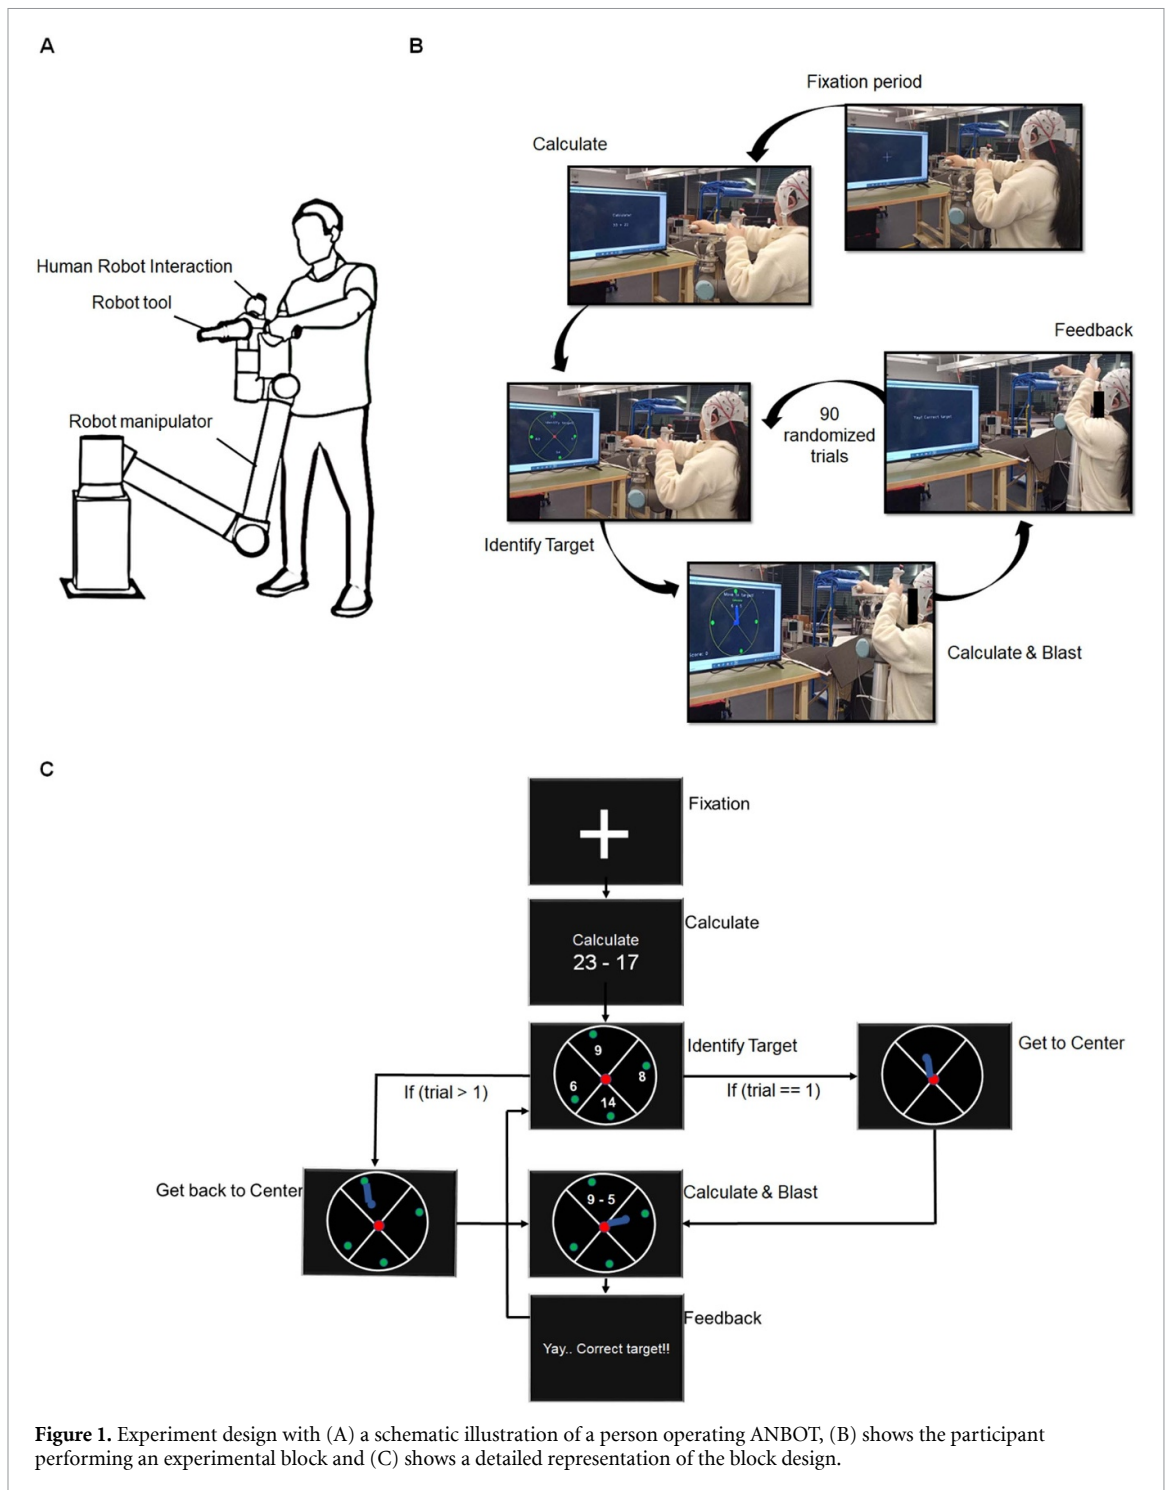 A
B
Fixation period
Calculate
Human Robot Interaction
Robot tool
Feedback
Robot manipulator
90
randomized
trials
Identify Target
Calculate & Blast
C
Fixation
Calculate
Calculate
23 - 17
Identify Target
9
8
6
14
Get to Center
If (trial > 1)
If (trial == 1)
Get back to Center
Calculate & Blast
9 - 5
Feedback
Yay.. Correct target!!
Figure 1. Experiment design with (A) a schematic illustration of a person operating ANBOT, (B) shows the participant
performing an experimental block and (C) shows a detailed representation of the block design.